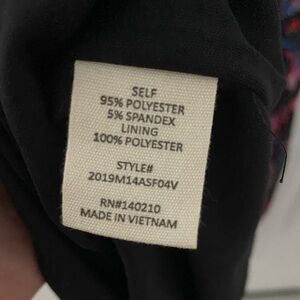 SELF
95% POLYESTER
5% SPANDEX
LINING
100% POLYESTER
STYLE#
2019M14ASF04V
RN#140210
MADE IN VIETNAM